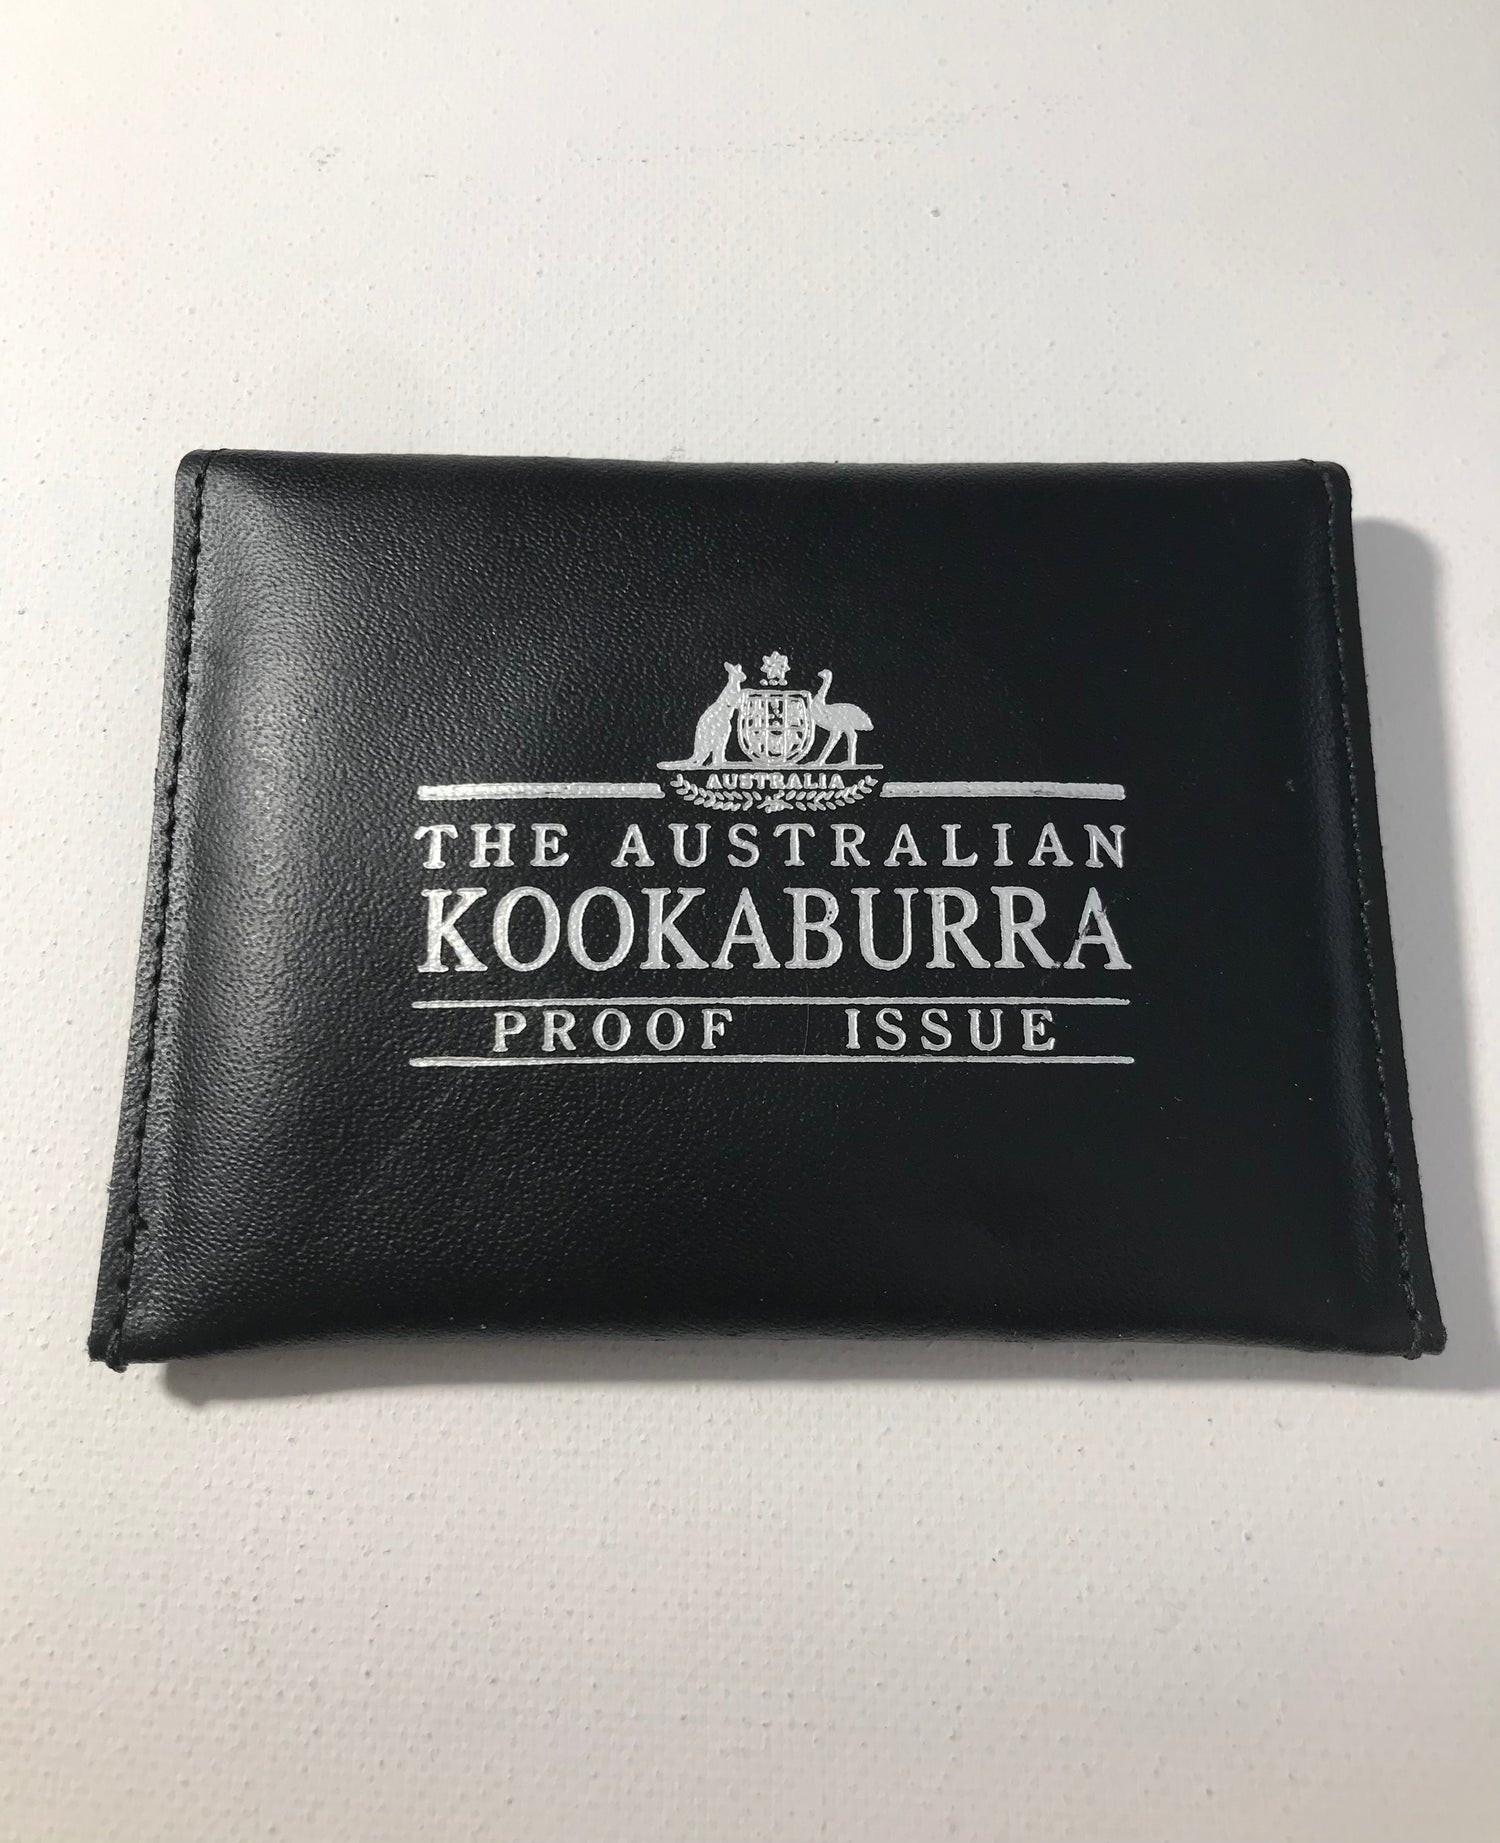 AUSTRALIA
THE AUSTRALIAN
KOOKABURRA
PROOF ISSUE